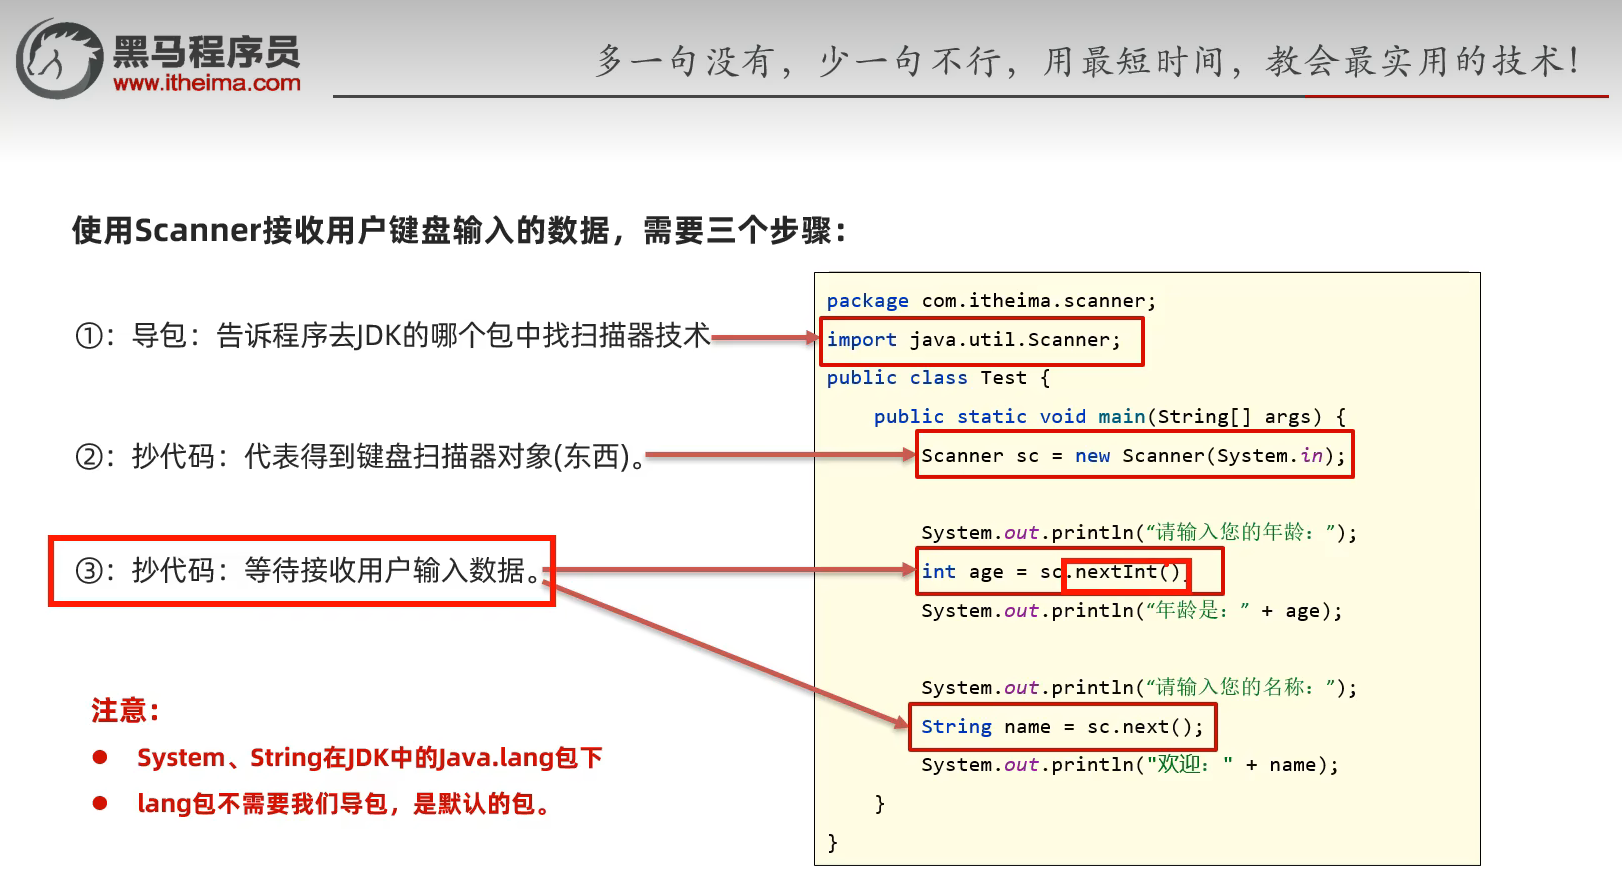 黑马程序员
www.itheima.com
多一句没有，少一句不行，用最短时间，教会最实用的技术！
使用Scanner接收用户键盘输入的数据，需要三个步骤：
①：导包：告诉程序去JDK的哪个包中找扫描器技术
②：抄代码：代表得到键盘扫描器对象(东西)。
③：抄代码：等待接收用户输入数据。
注意：
● System、String在JDK中的Java.lang包下
● lang包不需要我们导包，是默认的包。
package com.itheima.scanner;
import java.util.Scanner;
public class Test {
    public static void main(String[] args) {
        Scanner sc = new Scanner(System.in);
        System.out.println(“请输入您的年龄：”);
        int age = sc.nextInt();
        System.out.println(“年龄是：” + age);
        System.out.println(“请输入您的名称：”);
        String name = sc.next();
        System.out.println("欢迎：" + name);
    }
}